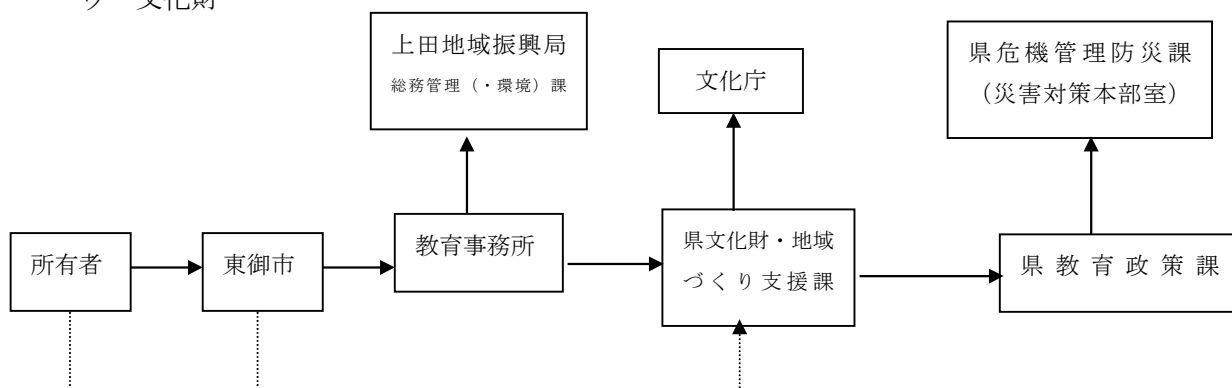 文化財
上田地域振興局
総務管理（・環境）課
文化庁
県危機管理防災課
（災害対策本部室）
所有者
東御市
教育事務所
県文化財・地域
づくり支援課
県教育政策課